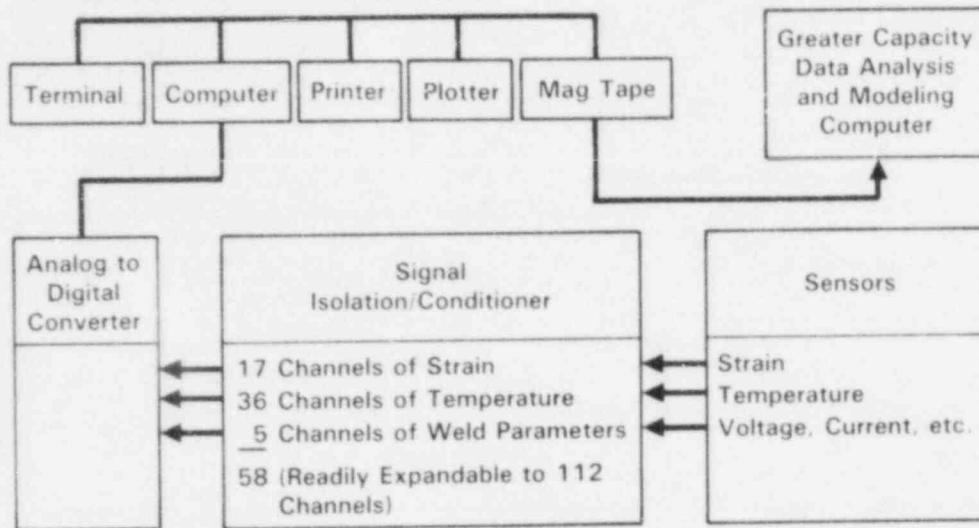 Terminal
Computer
Printer
Plotter
Mag Tape
Greater Capacity
Data Analysis
and Modeling
Computer
Analog to
Digital
Converter
Signal
Isolation/Conditioner
Sensors
17 Channels of Strain
36 Channels of Temperature
5 Channels of Weld Parameters
58 (Readily Expandable to 112
Channels)
Strain
Temperature
Voltage, Current, etc.